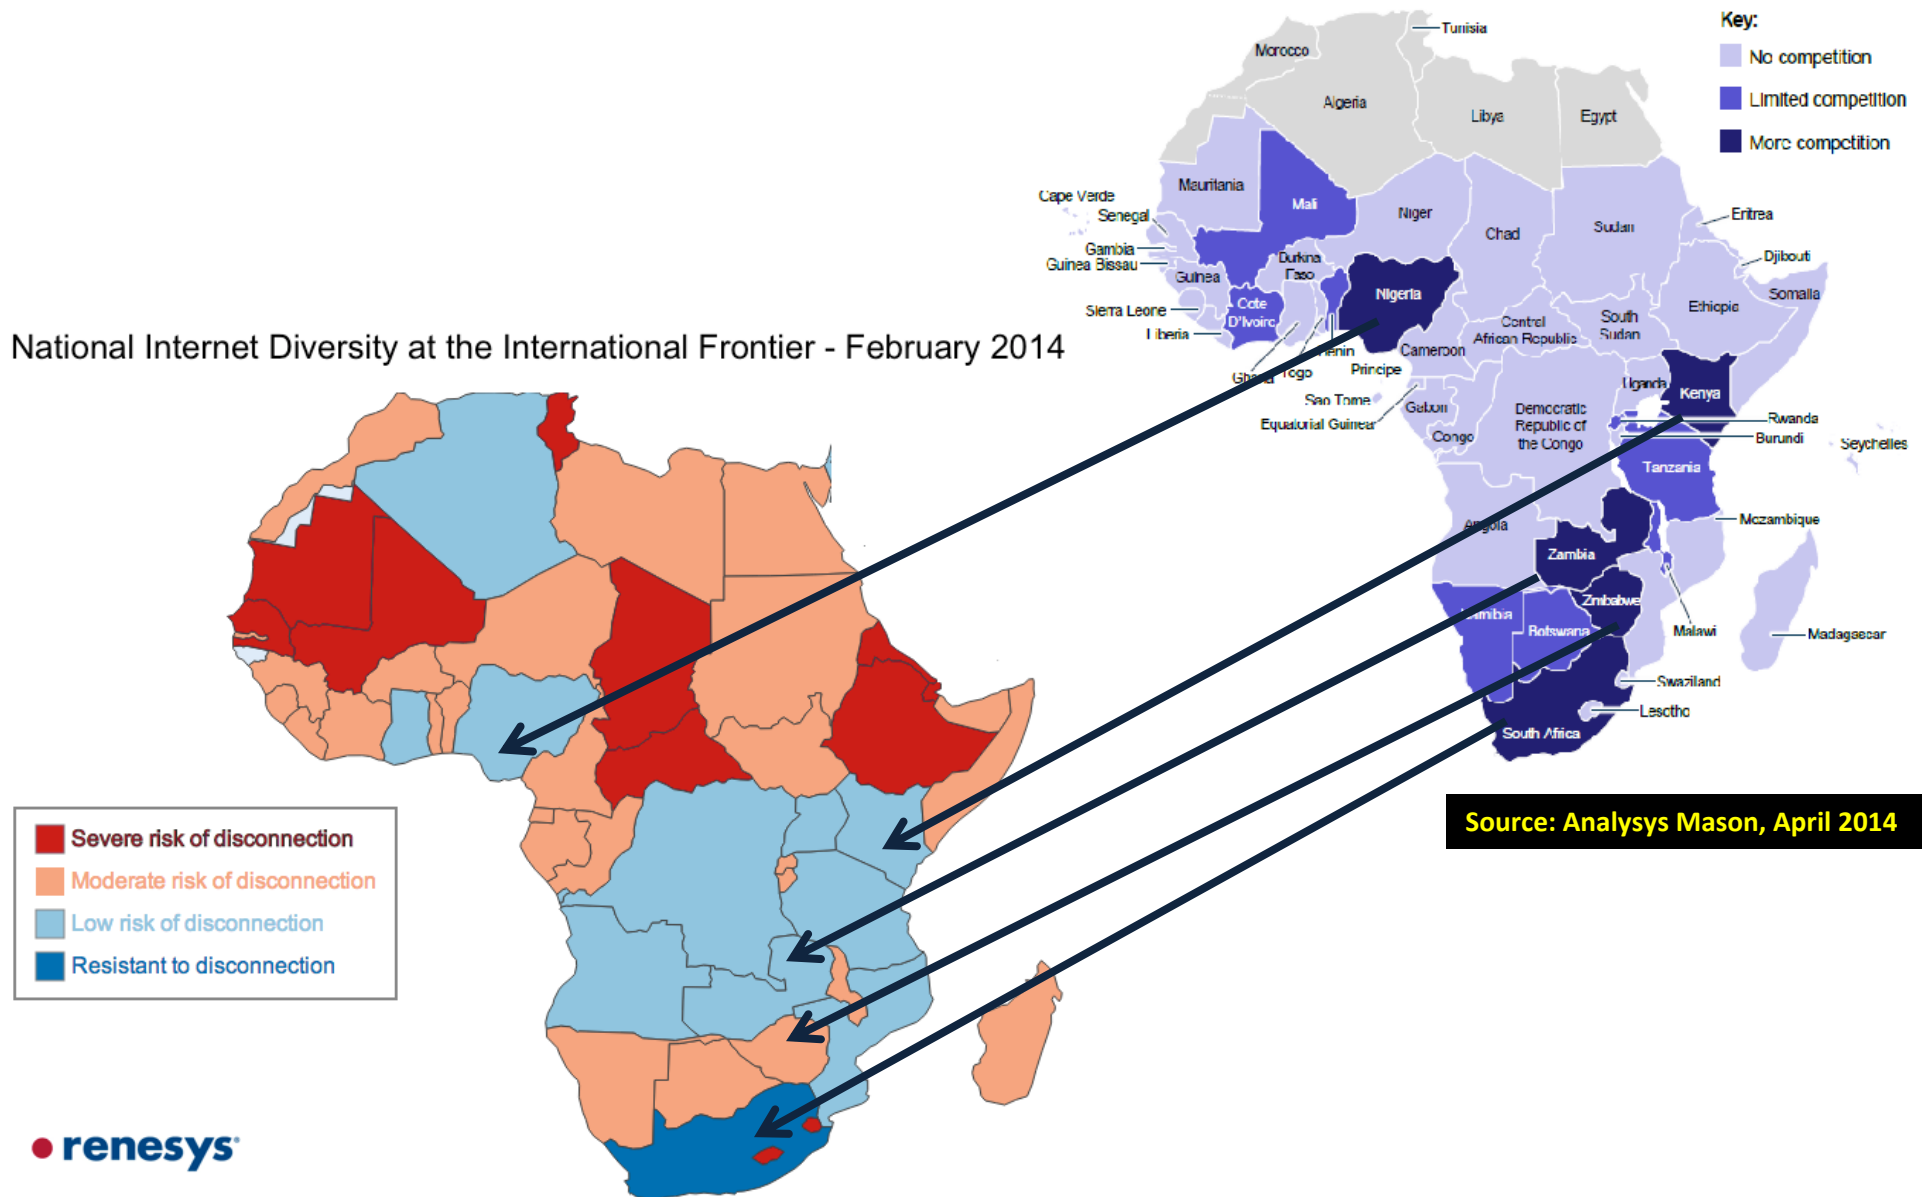 Key:
No competition
Limited competition
More competition
Tunisia
Morocco
Algeria
Libya
Egypt
Mauritania
Mali
Niger
Chad
Sudan
Eritrea
Cape Verde
Senegal
Gambia
Guinea Bissau
Guinea
Burkina
Faso
Nigeria
Djibouti
Somalia
Ethiopia
Sierra Leone
Liberia
Cote
D'Ivoire
Central
African Republic
South
Sudan
Cameroon
Benin
Togo
Ghana
Principe
Sao Tome
Equatorial Guinea
Gabon
Congo
Democratic
Republic of
the Congo
Uganda
Kenya
Rwanda
Burundi
Seychelles
Tanzania
Mozambique
Angola
Zambia
Zimbabwe
Namibia
Botswana
Malawi
Madagascar
Swaziland
Lesotho
South Africa
Source: Analysys Mason, April 2014
National Internet Diversity at the International Frontier - February 2014
Severe risk of disconnection
Moderate risk of disconnection
Low risk of disconnection
Resistant to disconnection
renesys